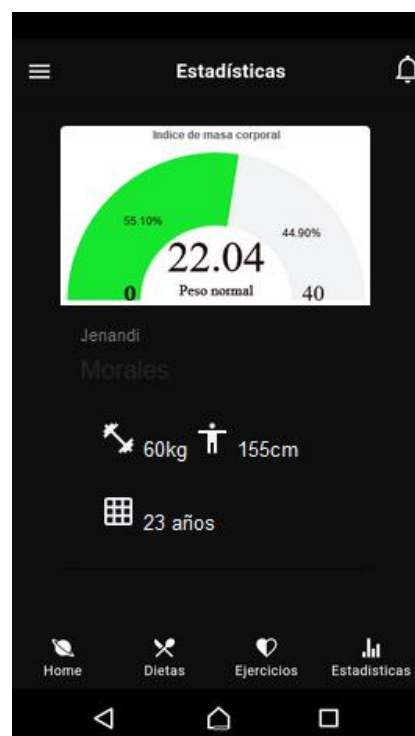 Estadísticas
Indice de masa corporal
55.10%
44.90%
22.04
0 Peso normal 40
Jenandi
Morales
60kg 155cm
23 años
Home Dietas Ejercicios Estadisticas